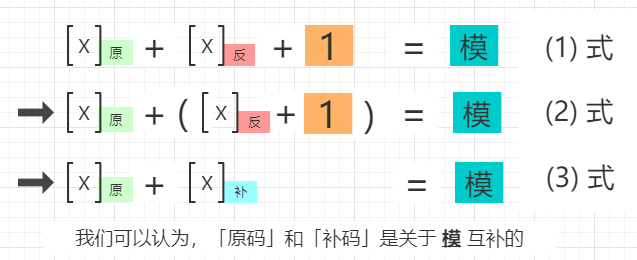 [X]原 + [X]反 + 1 = 模 (1) 式
→ [X]原 + ( [X]反 + 1 ) = 模 (2) 式
→ [X]原 + [X]补 = 模 (3) 式
我们可以认为，「原码」和「补码」是关于 模 互补的